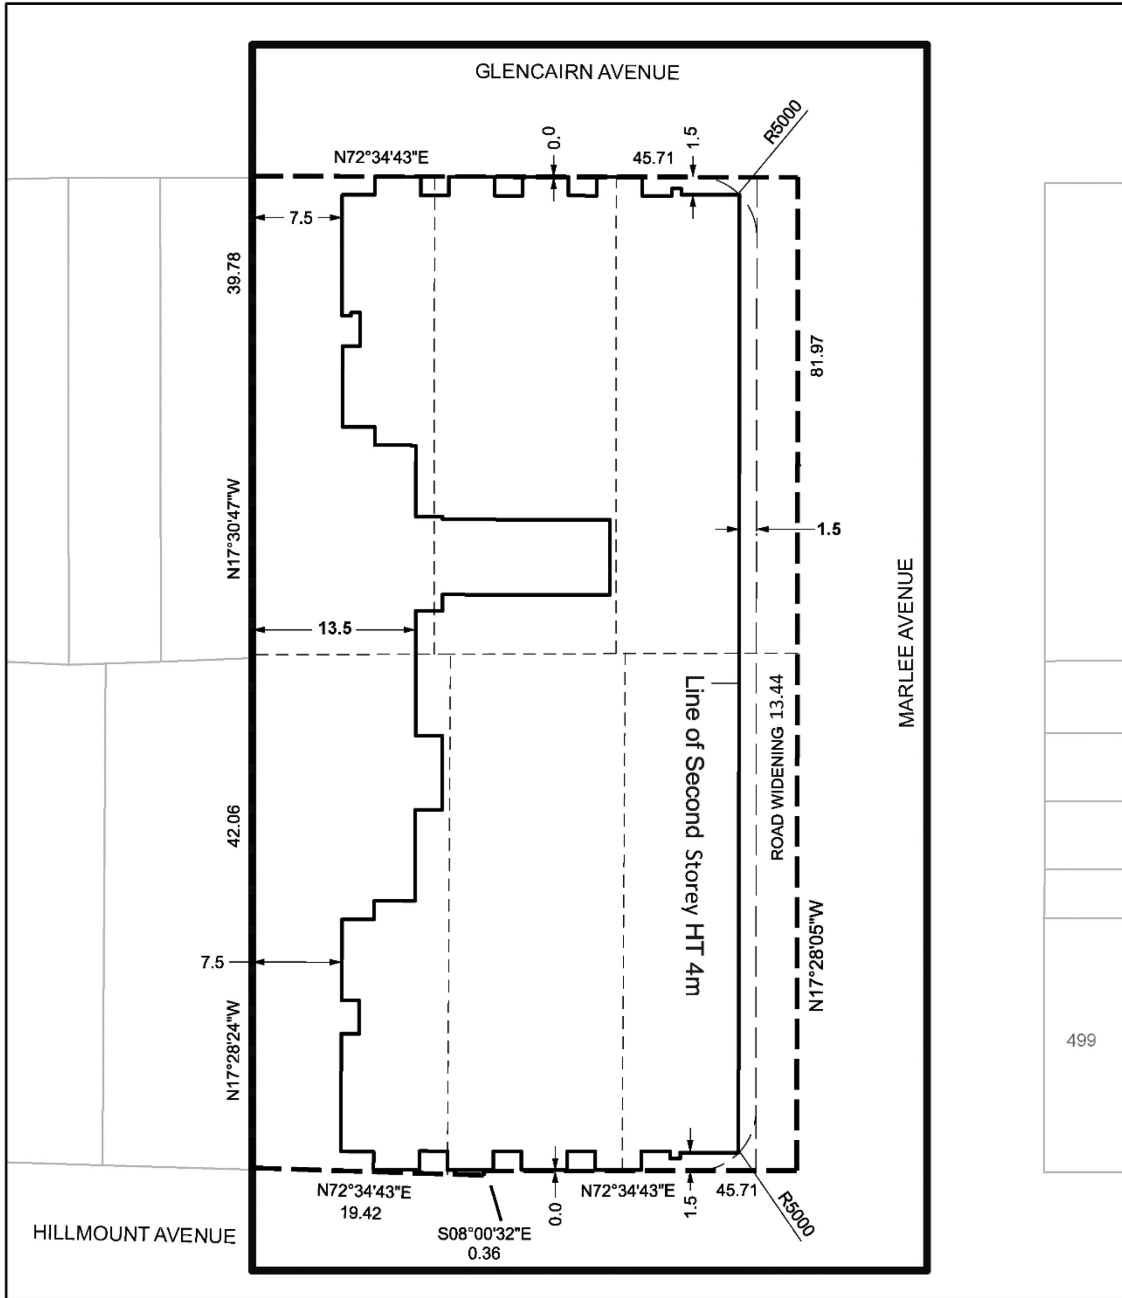 GLENCAIRN AVENUE
R5000
0.0
1.5
N72°34'43"E
45.71
7.5
39.78
81.97
N17°30'47"W
1.5
MARLEE AVENUE
13.5
Line of Second Storey HT 4m
ROAD WIDENING 13.44
42.06
7.5
N17°28'05"W
N17°28'24"W
499
N72°34'43"E
19.42
S08°00'32"E
0.36
0.0
N72°34'43"E
1.5
45.71
R5000
HILLMOUNT AVENUE